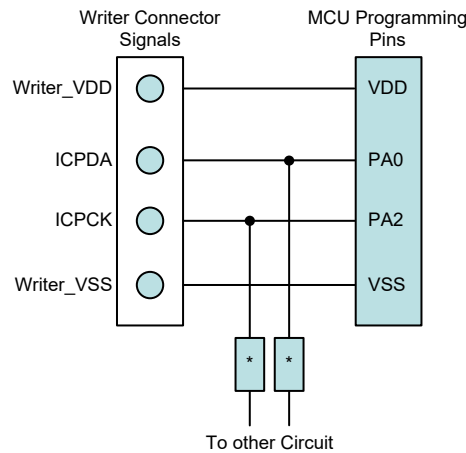 Writer Connector
Signals
MCU Programming
Pins
Writer_VDD
VDD
ICPDA
PA0
ICPCK
PA2
Writer_VSS
VSS
*
*
To other Circuit